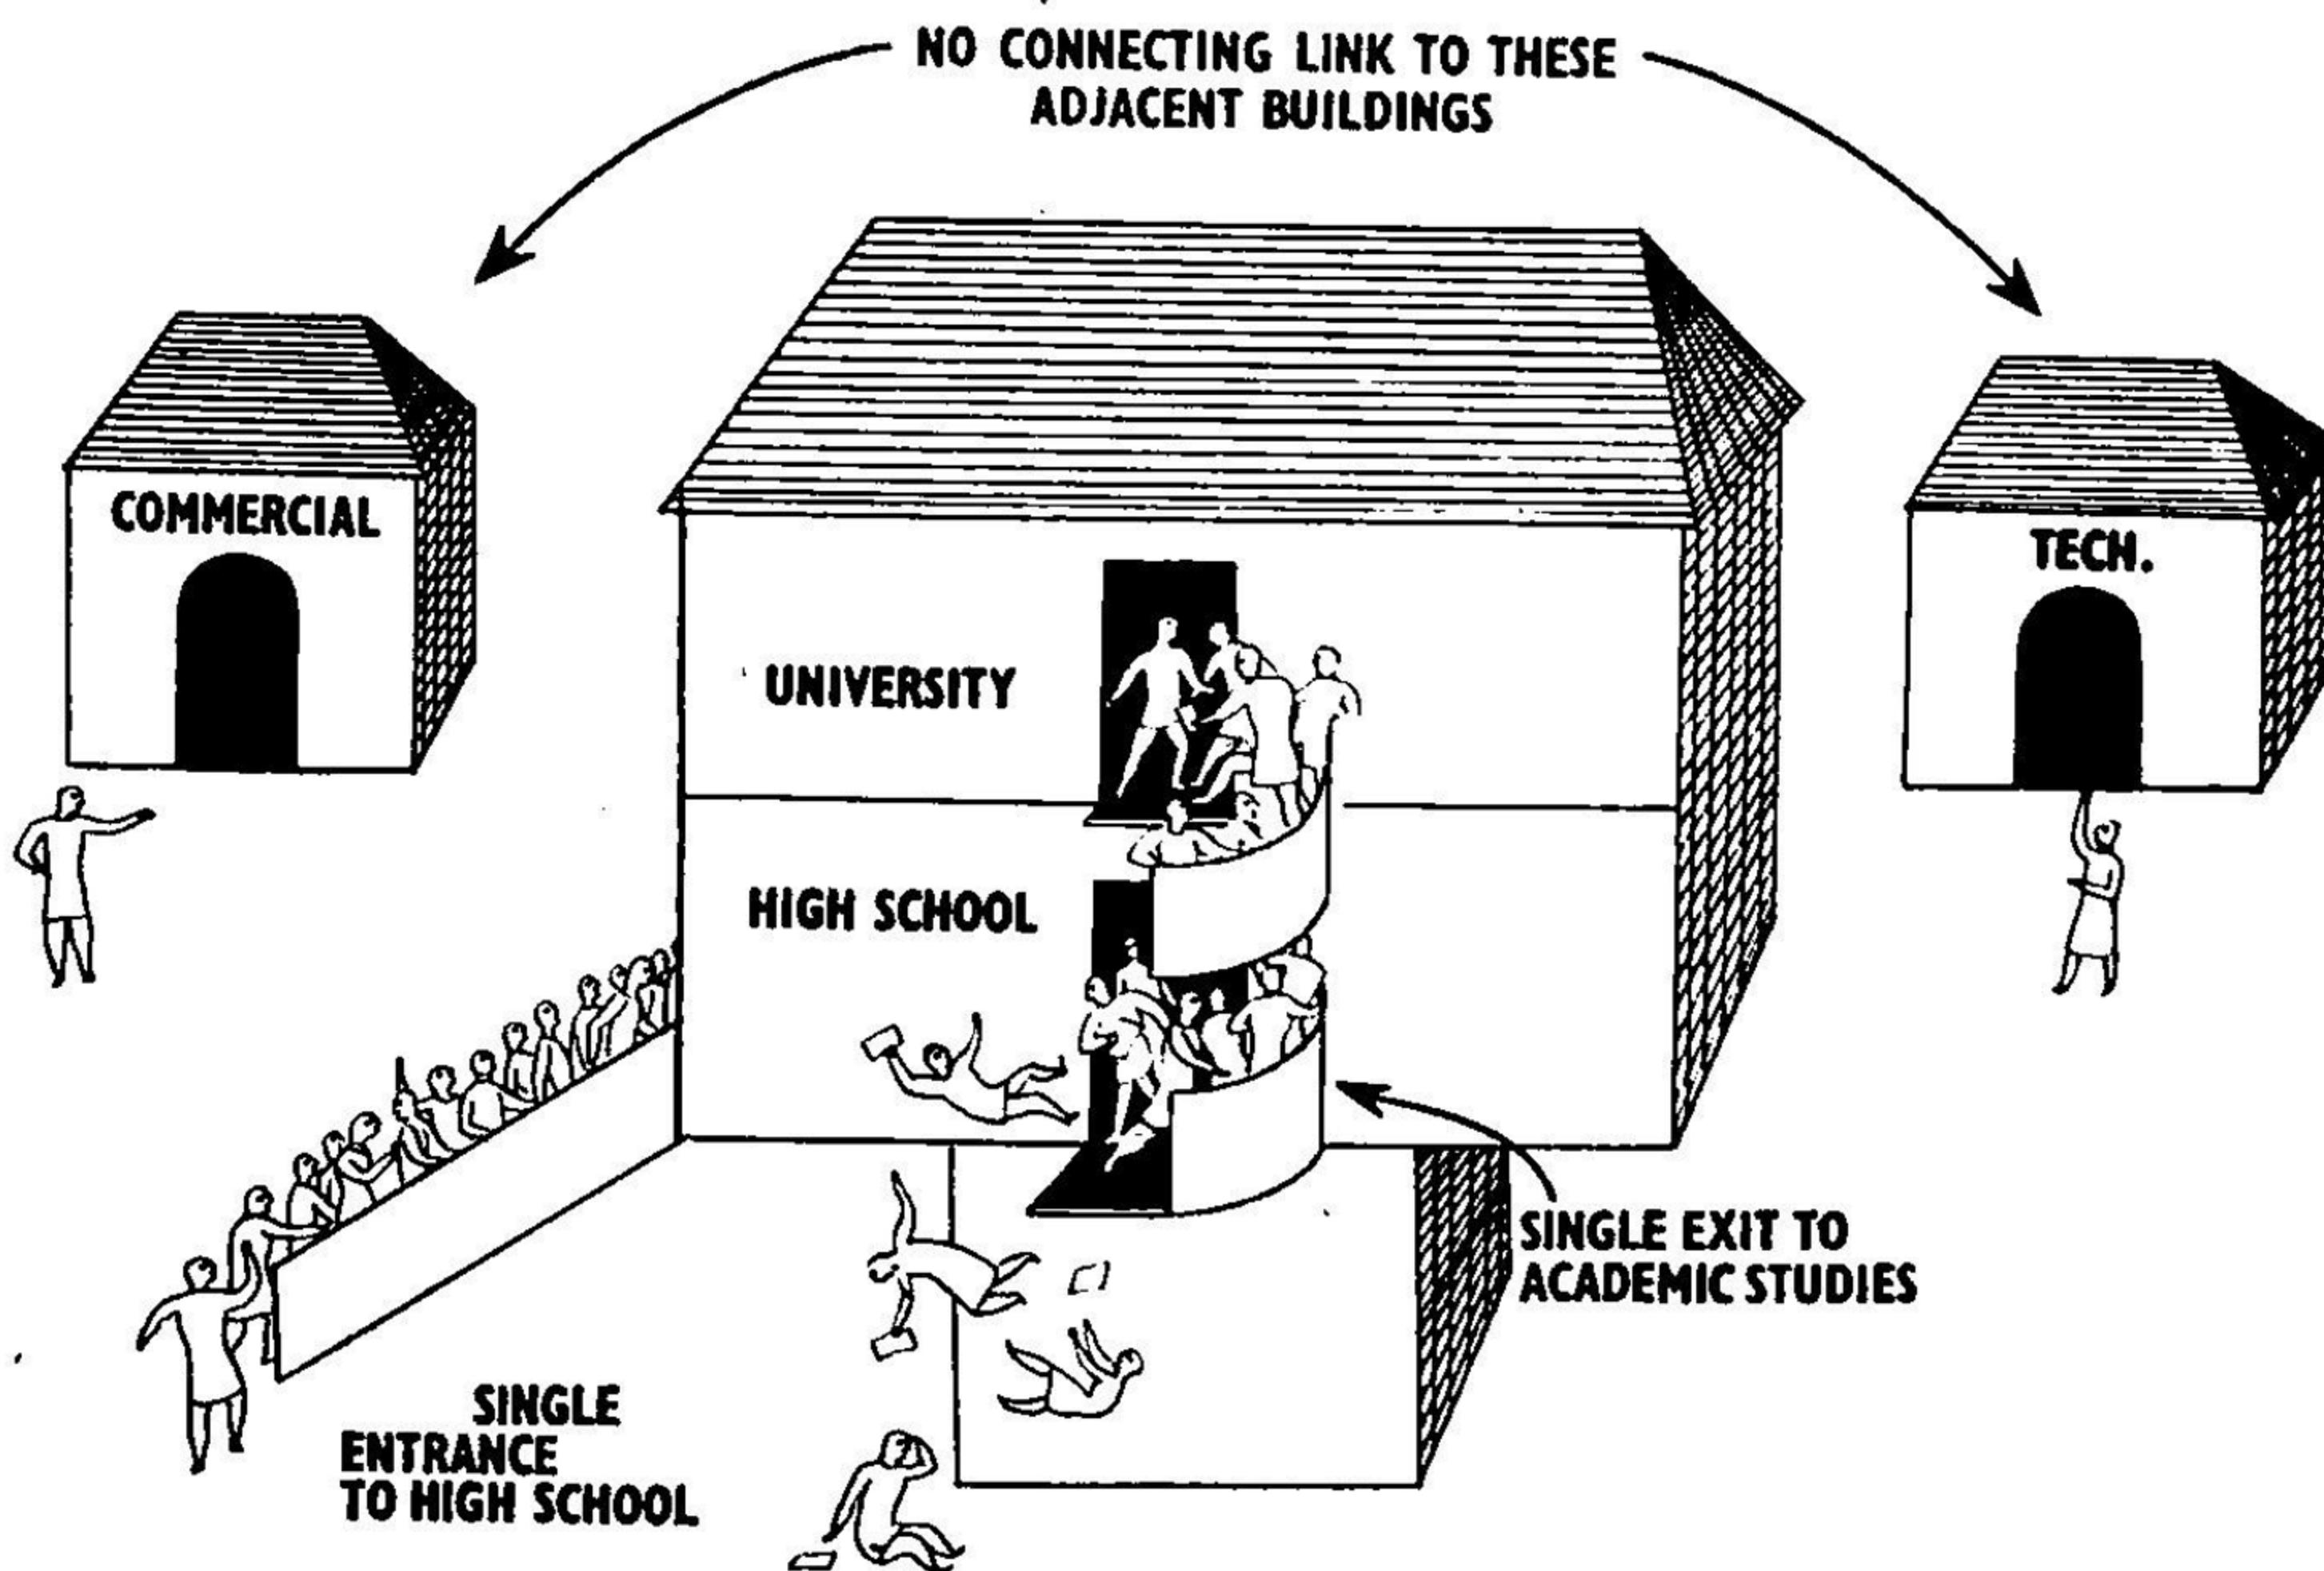 NO CONNECTING LINK TO THESE
ADJACENT BUILDINGS
COMMERCIAL
TECH.
UNIVERSITY
HIGH SCHOOL
SINGLE EXIT TO
ACADEMIC STUDIES
SINGLE
ENTRANCE
TO HIGH SCHOOL